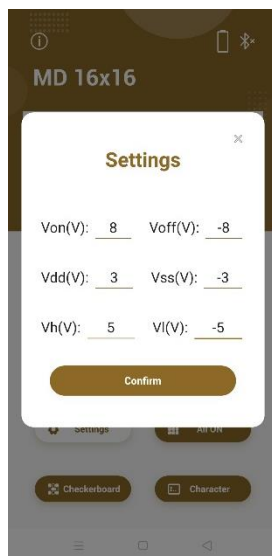 MD 16x16
×
Settings
Von(V): 8 Voff(V): -8
Vdd(V): 3 Vss(V): -3
Vh(V): 5 Vl(V): -5
Confirm
Settings All ON
Checkerboard Character